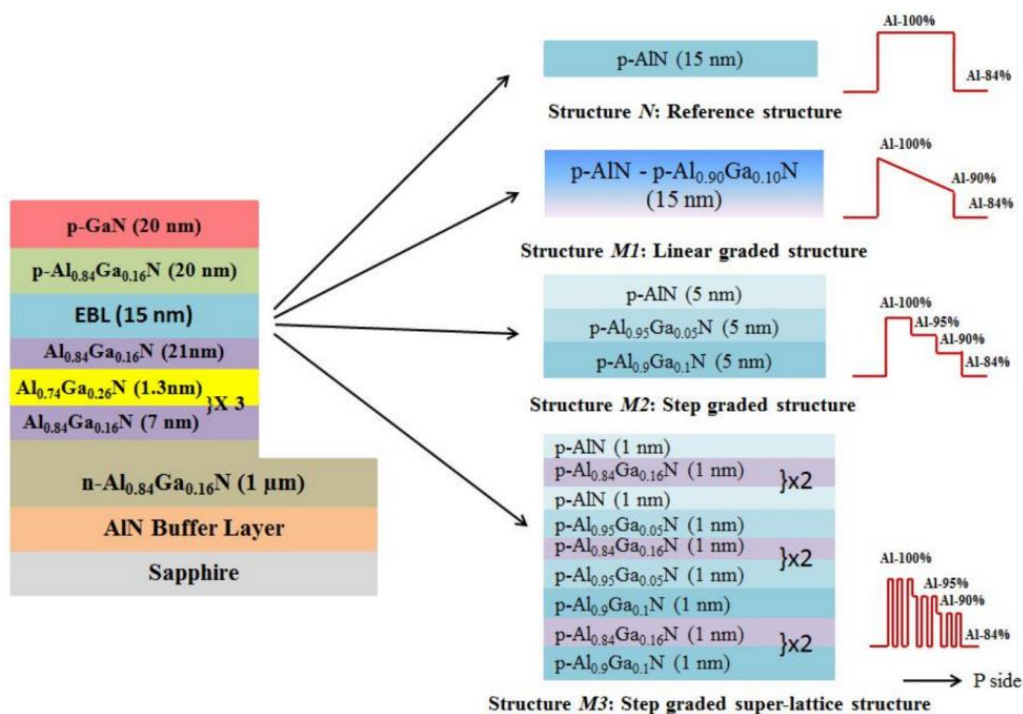 p-GaN (20 nm)
p-Al0.84Ga0.16N (20 nm)
EBL (15 nm)
Al0.84Ga0.16N (21nm)
Al0.74Ga0.26N (1.3nm)
}X 3
Al0.84Ga0.16N (7 nm)
n-Al0.84Ga0.16N (1 µm)
AlN Buffer Layer
Sapphire
p-AlN (15 nm)
Al-100%
Al-84%
Structure N: Reference structure
p-AlN - p-Al0.90Ga0.10N
(15 nm)
Al-100%
Al-90%
Al-84%
Structure M1: Linear graded structure
p-AlN (5 nm)
p-Al0.95Ga0.05N (5 nm)
p-Al0.9Ga0.1N (5 nm)
Al-100%
Al-95%
Al-90%
Al-84%
Structure M2: Step graded structure
p-AlN (1 nm)
p-Al0.84Ga0.16N (1 nm)
}x2
p-AlN (1 nm)
p-Al0.95Ga0.05N (1 nm)
p-Al0.84Ga0.16N (1 nm)
}x2
p-Al0.95Ga0.05N (1 nm)
p-Al0.9Ga0.1N (1 nm)
p-Al0.84Ga0.16N (1 nm)
}x2
p-Al0.9Ga0.1N (1 nm)
Al-100%
Al-95%
Al-90%
Al-84%
P side
Structure M3: Step graded super-lattice structure